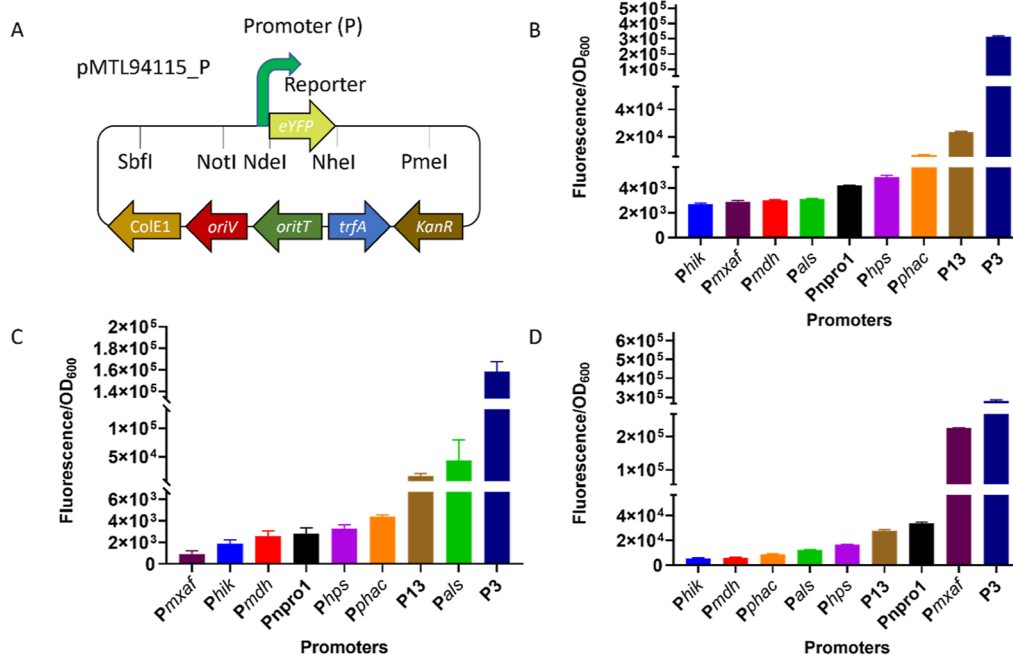 A
Promoter (P)
pMTL94115_P
Reporter
eYFP
SbfI NotI NdeI NheI PmeI
ColE1 oriV oritT trfA KanR
B
Fluorescence/OD₆₀₀
5×10⁵
4×10⁵
3×10⁵
2×10⁵
1×10⁵
4×10⁴
2×10⁴
4×10³
2×10³
0
Phik Pmxaf Pmdh Pals Pnpro1 Phps Pphac P13 P3
Promoters
C
Fluorescence/OD₆₀₀
2×10⁵
1.8×10⁵
1.6×10⁵
1.4×10⁵
1×10⁵
5×10⁴
6×10³
4×10³
2×10³
0
Pmxaf Phik Pmdh Pnpro1 Phps Pphac P13 Pals P3
Promoters
D
Fluorescence/OD₆₀₀
6×10⁵
5×10⁵
4×10⁵
3×10⁵
2×10⁵
1×10⁵
4×10⁴
2×10⁴
0
Phik Pmdh Pphac Pals Phps P13 Pnpro1 Pmxaf P3
Promoters